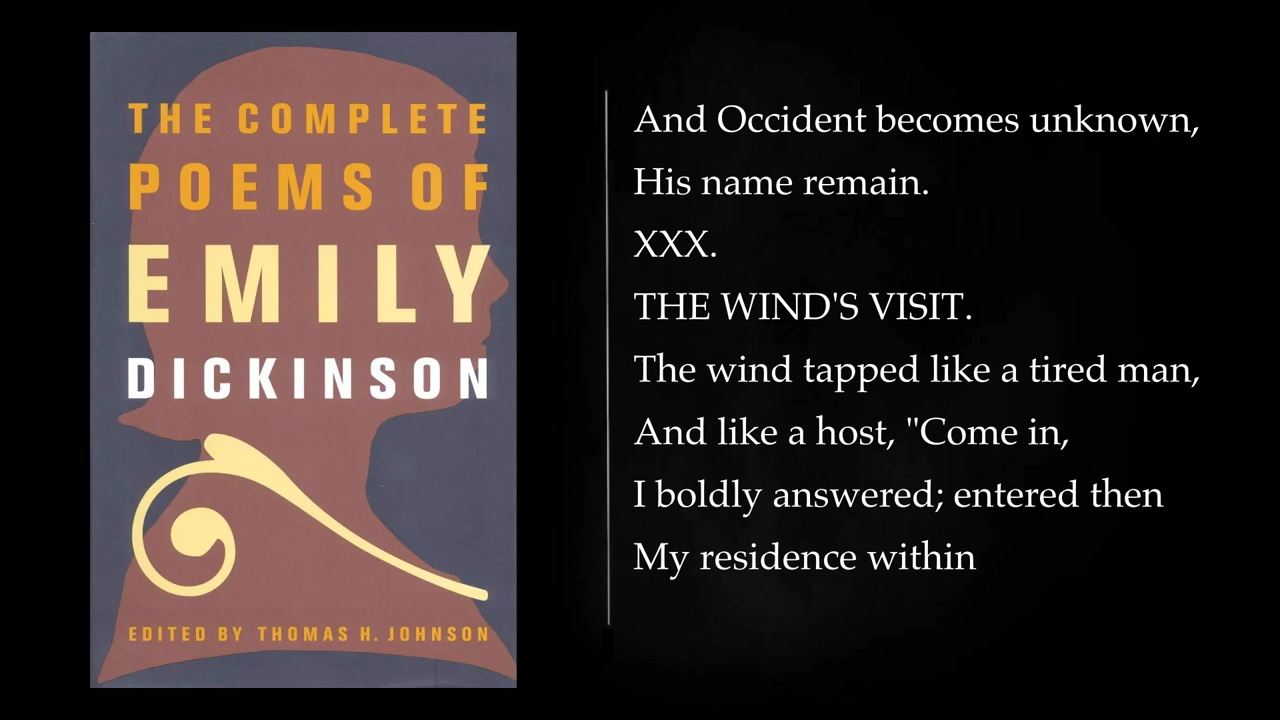 THE COMPLETE
POEMS OF
EMILY
DICKINSON
EDITED BY THOMAS H. JOHNSON
And Occident becomes unknown,
His name remain.
XXX.
THE WIND'S VISIT.
The wind tapped like a tired man,
And like a host, "Come in,
I boldly answered; entered then
My residence within